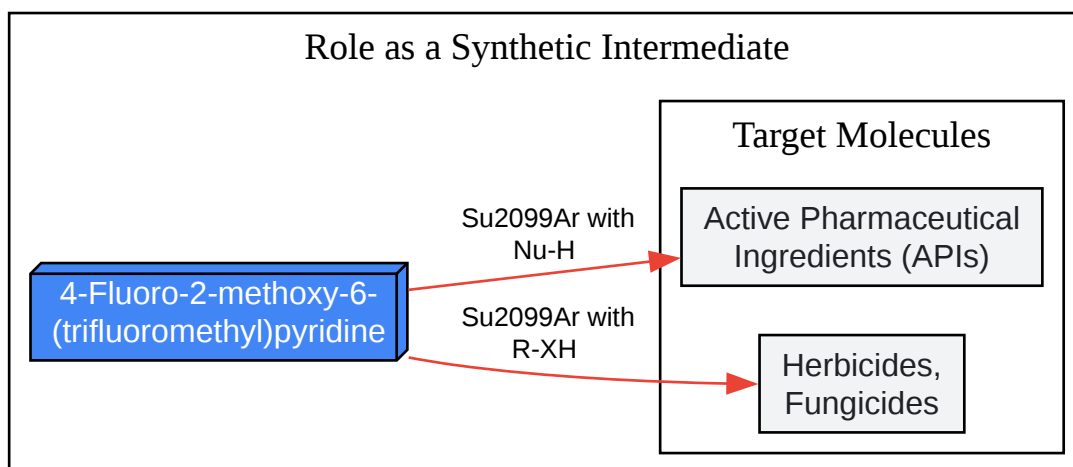 Role as a Synthetic Intermediate
Target Molecules
Su2099Ar with
Nu-H
Active Pharmaceutical
Ingredients (APIs)
4-Fluoro-2-methoxy-6-
(trifluoromethyl)pyridine
Su2099Ar with
R-XH
Herbicides,
Fungicides